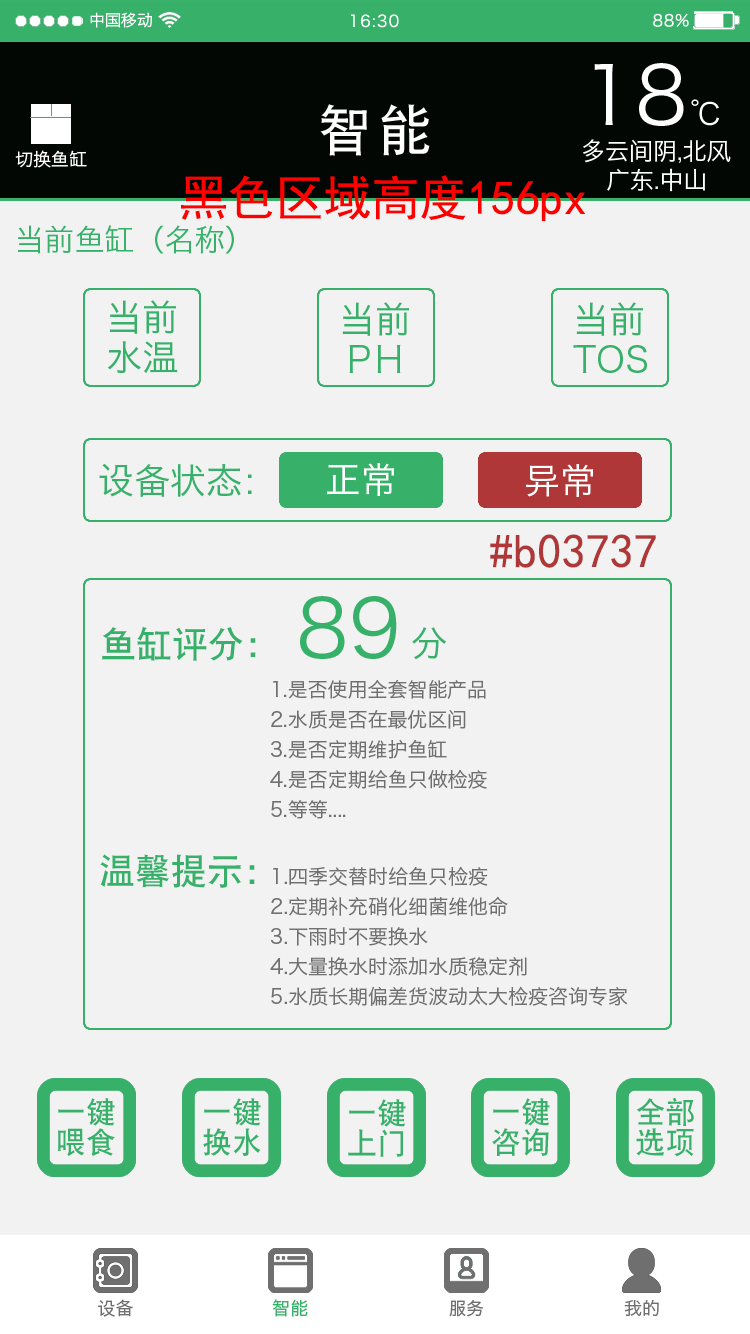 中国移动 16:30 88%
18℃
智能
切换鱼缸
多云间阴,北风
广东.中山
黑色区域高度156px
当前鱼缸（名称）
当前
水温
当前
PH
当前
TOS
设备状态: 正常 异常
#b03737
鱼缸评分: 89 分
1.是否使用全套智能产品
2.水质是否在最优区间
3.是否定期维护鱼缸
4.是否定期给鱼只做检疫
5.等等....
温馨提示:
1.四季交替时给鱼只检疫
2.定期补充硝化细菌维他命
3.下雨时不要换水
4.大量换水时添加水质稳定剂
5.水质长期偏差货波动太大检疫咨询专家
一键
喂食
一键
换水
一键
上门
一键
咨询
全部
选项
设备 智能 服务 我的